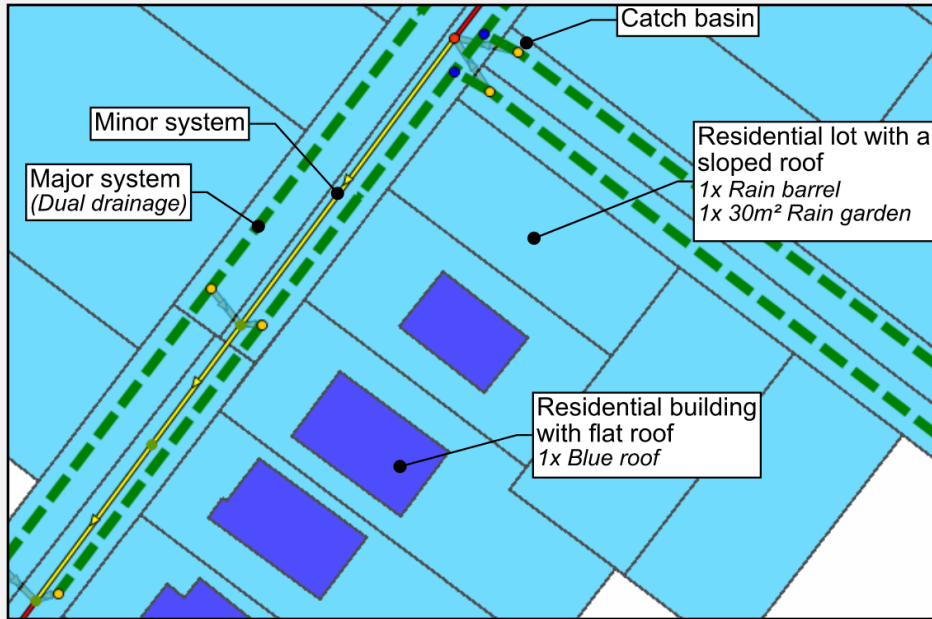 Catch basin
Minor system
Major system
(Dual drainage)
Residential lot with a
sloped roof
1x Rain barrel
1x 30m² Rain garden
Residential building
with flat roof
1x Blue roof